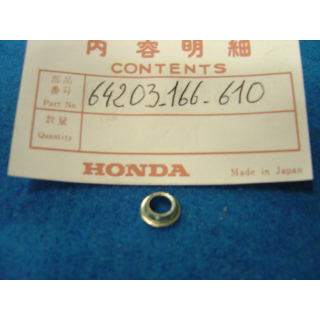 内容明細
CONTENTS
部品番号
Part No. 64203-166-610
数量
Quantity
HONDA
Made in Japan